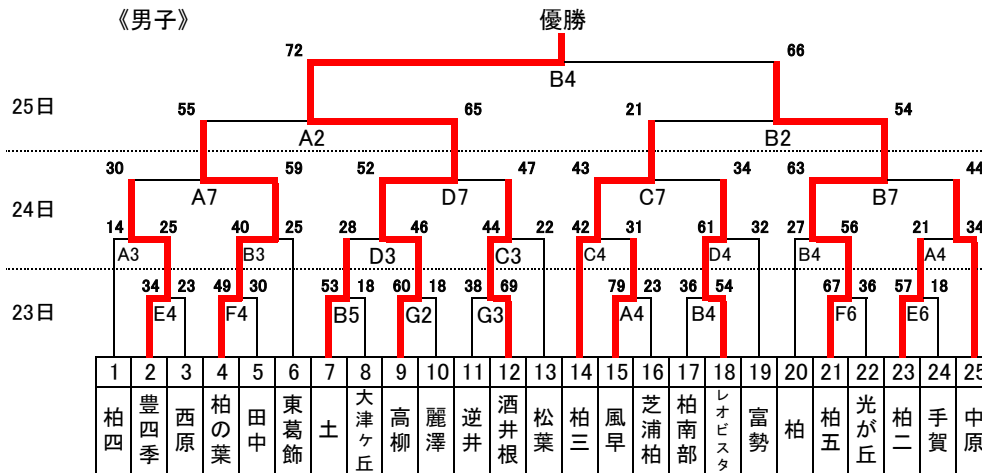 《男子》
優勝
72
66
B4
25日
55
65
21
54
A2
B2
30
59
52
47
43
34
63
44
A7
D7
C7
B7
24日
14
25
40
25
28
46
44
22
42
31
61
32
27
56
21
34
A3
B3
D3
C3
C4
D4
B4
A4
34
23
49
30
53
18
60
18
38
69
79
23
36
54
67
36
57
18
23日
E4
F4
B5
G2
G3
A4
B4
F6
E6
1
2
3
4
5
6
7
8
9
10
11
12
13
14
15
16
17
18
19
20
21
22
23
24
25
柏四
豊四季
西原
柏の葉
田中
東葛飾
土
大津ヶ丘
高柳
麗澤
逆井
酒井根
松葉
柏三
風早
芝浦柏
柏南部
レオビスタ
富勢
柏
柏五
光が丘
柏二
手賀
中原